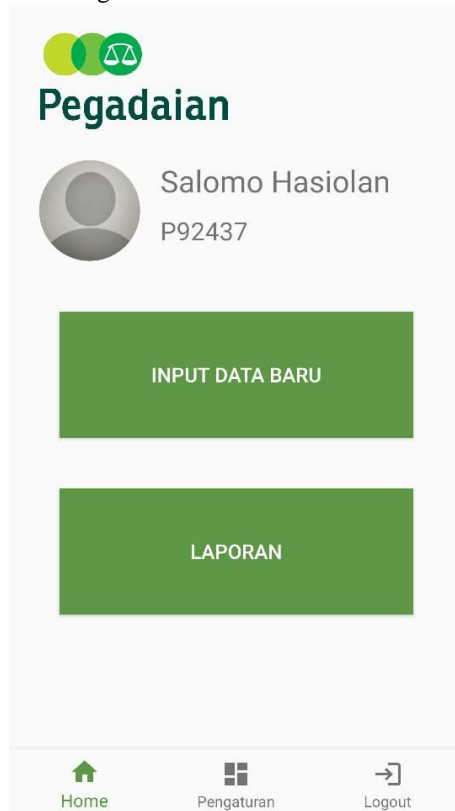 Pegadaian
Salomo Hasiolan
P92437
INPUT DATA BARU
LAPORAN
Home
Pengaturan
Logout